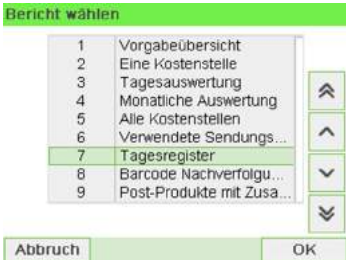 Bericht wählen
1 Vorgabeübersicht
2 Eine Kostenstelle
3 Tagesauswertung
4 Monatliche Auswertung
5 Alle Kostenstellen
6 Verwendete Sendungs...
7 Tagesregister
8 Barcode Nachverfolgu...
9 Post-Produkte mit Zusa...
Abbruch OK